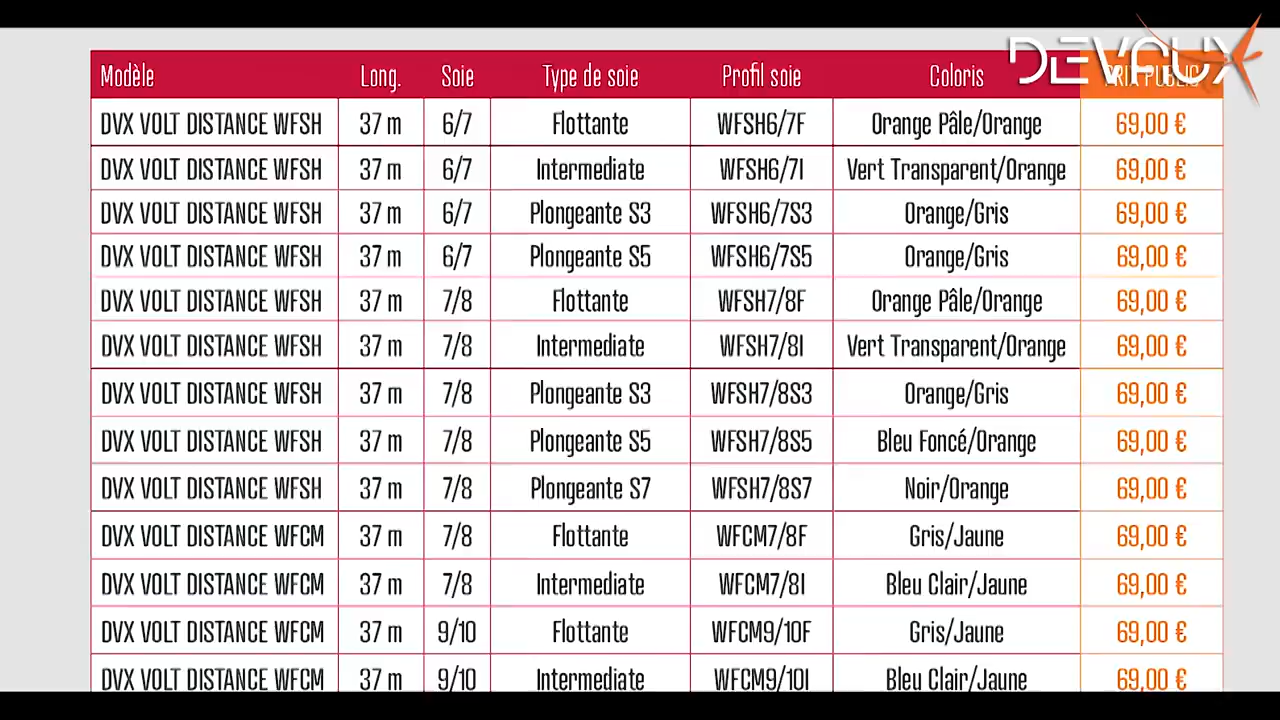 DEVAUX
Modèle Long. Soie Type de soie Profil soie Coloris PRIX PUBLIC
DVX VOLT DISTANCE WFSH 37 m 6/7 Flottante WFSH6/7F Orange Pâle/Orange 69,00 €
DVX VOLT DISTANCE WFSH 37 m 6/7 Intermediate WFSH6/7I Vert Transparent/Orange 69,00 €
DVX VOLT DISTANCE WFSH 37 m 6/7 Plongeante S3 WFSH6/7S3 Orange/Gris 69,00 €
DVX VOLT DISTANCE WFSH 37 m 6/7 Plongeante S5 WFSH6/7S5 Orange/Gris 69,00 €
DVX VOLT DISTANCE WFSH 37 m 7/8 Flottante WFSH7/8F Orange Pâle/Orange 69,00 €
DVX VOLT DISTANCE WFSH 37 m 7/8 Intermediate WFSH7/8I Vert Transparent/Orange 69,00 €
DVX VOLT DISTANCE WFSH 37 m 7/8 Plongeante S3 WFSH7/8S3 Orange/Gris 69,00 €
DVX VOLT DISTANCE WFSH 37 m 7/8 Plongeante S5 WFSH7/8S5 Bleu Foncé/Orange 69,00 €
DVX VOLT DISTANCE WFSH 37 m 7/8 Plongeante S7 WFSH7/8S7 Noir/Orange 69,00 €
DVX VOLT DISTANCE WFCM 37 m 7/8 Flottante WFCM7/8F Gris/Jaune 69,00 €
DVX VOLT DISTANCE WFCM 37 m 7/8 Intermediate WFCM7/8I Bleu Clair/Jaune 69,00 €
DVX VOLT DISTANCE WFCM 37 m 9/10 Flottante WFCM9/10F Gris/Jaune 69,00 €
DVX VOLT DISTANCE WFCM 37 m 9/10 Intermediate WFCM9/10I Bleu Clair/Jaune 69,00 €